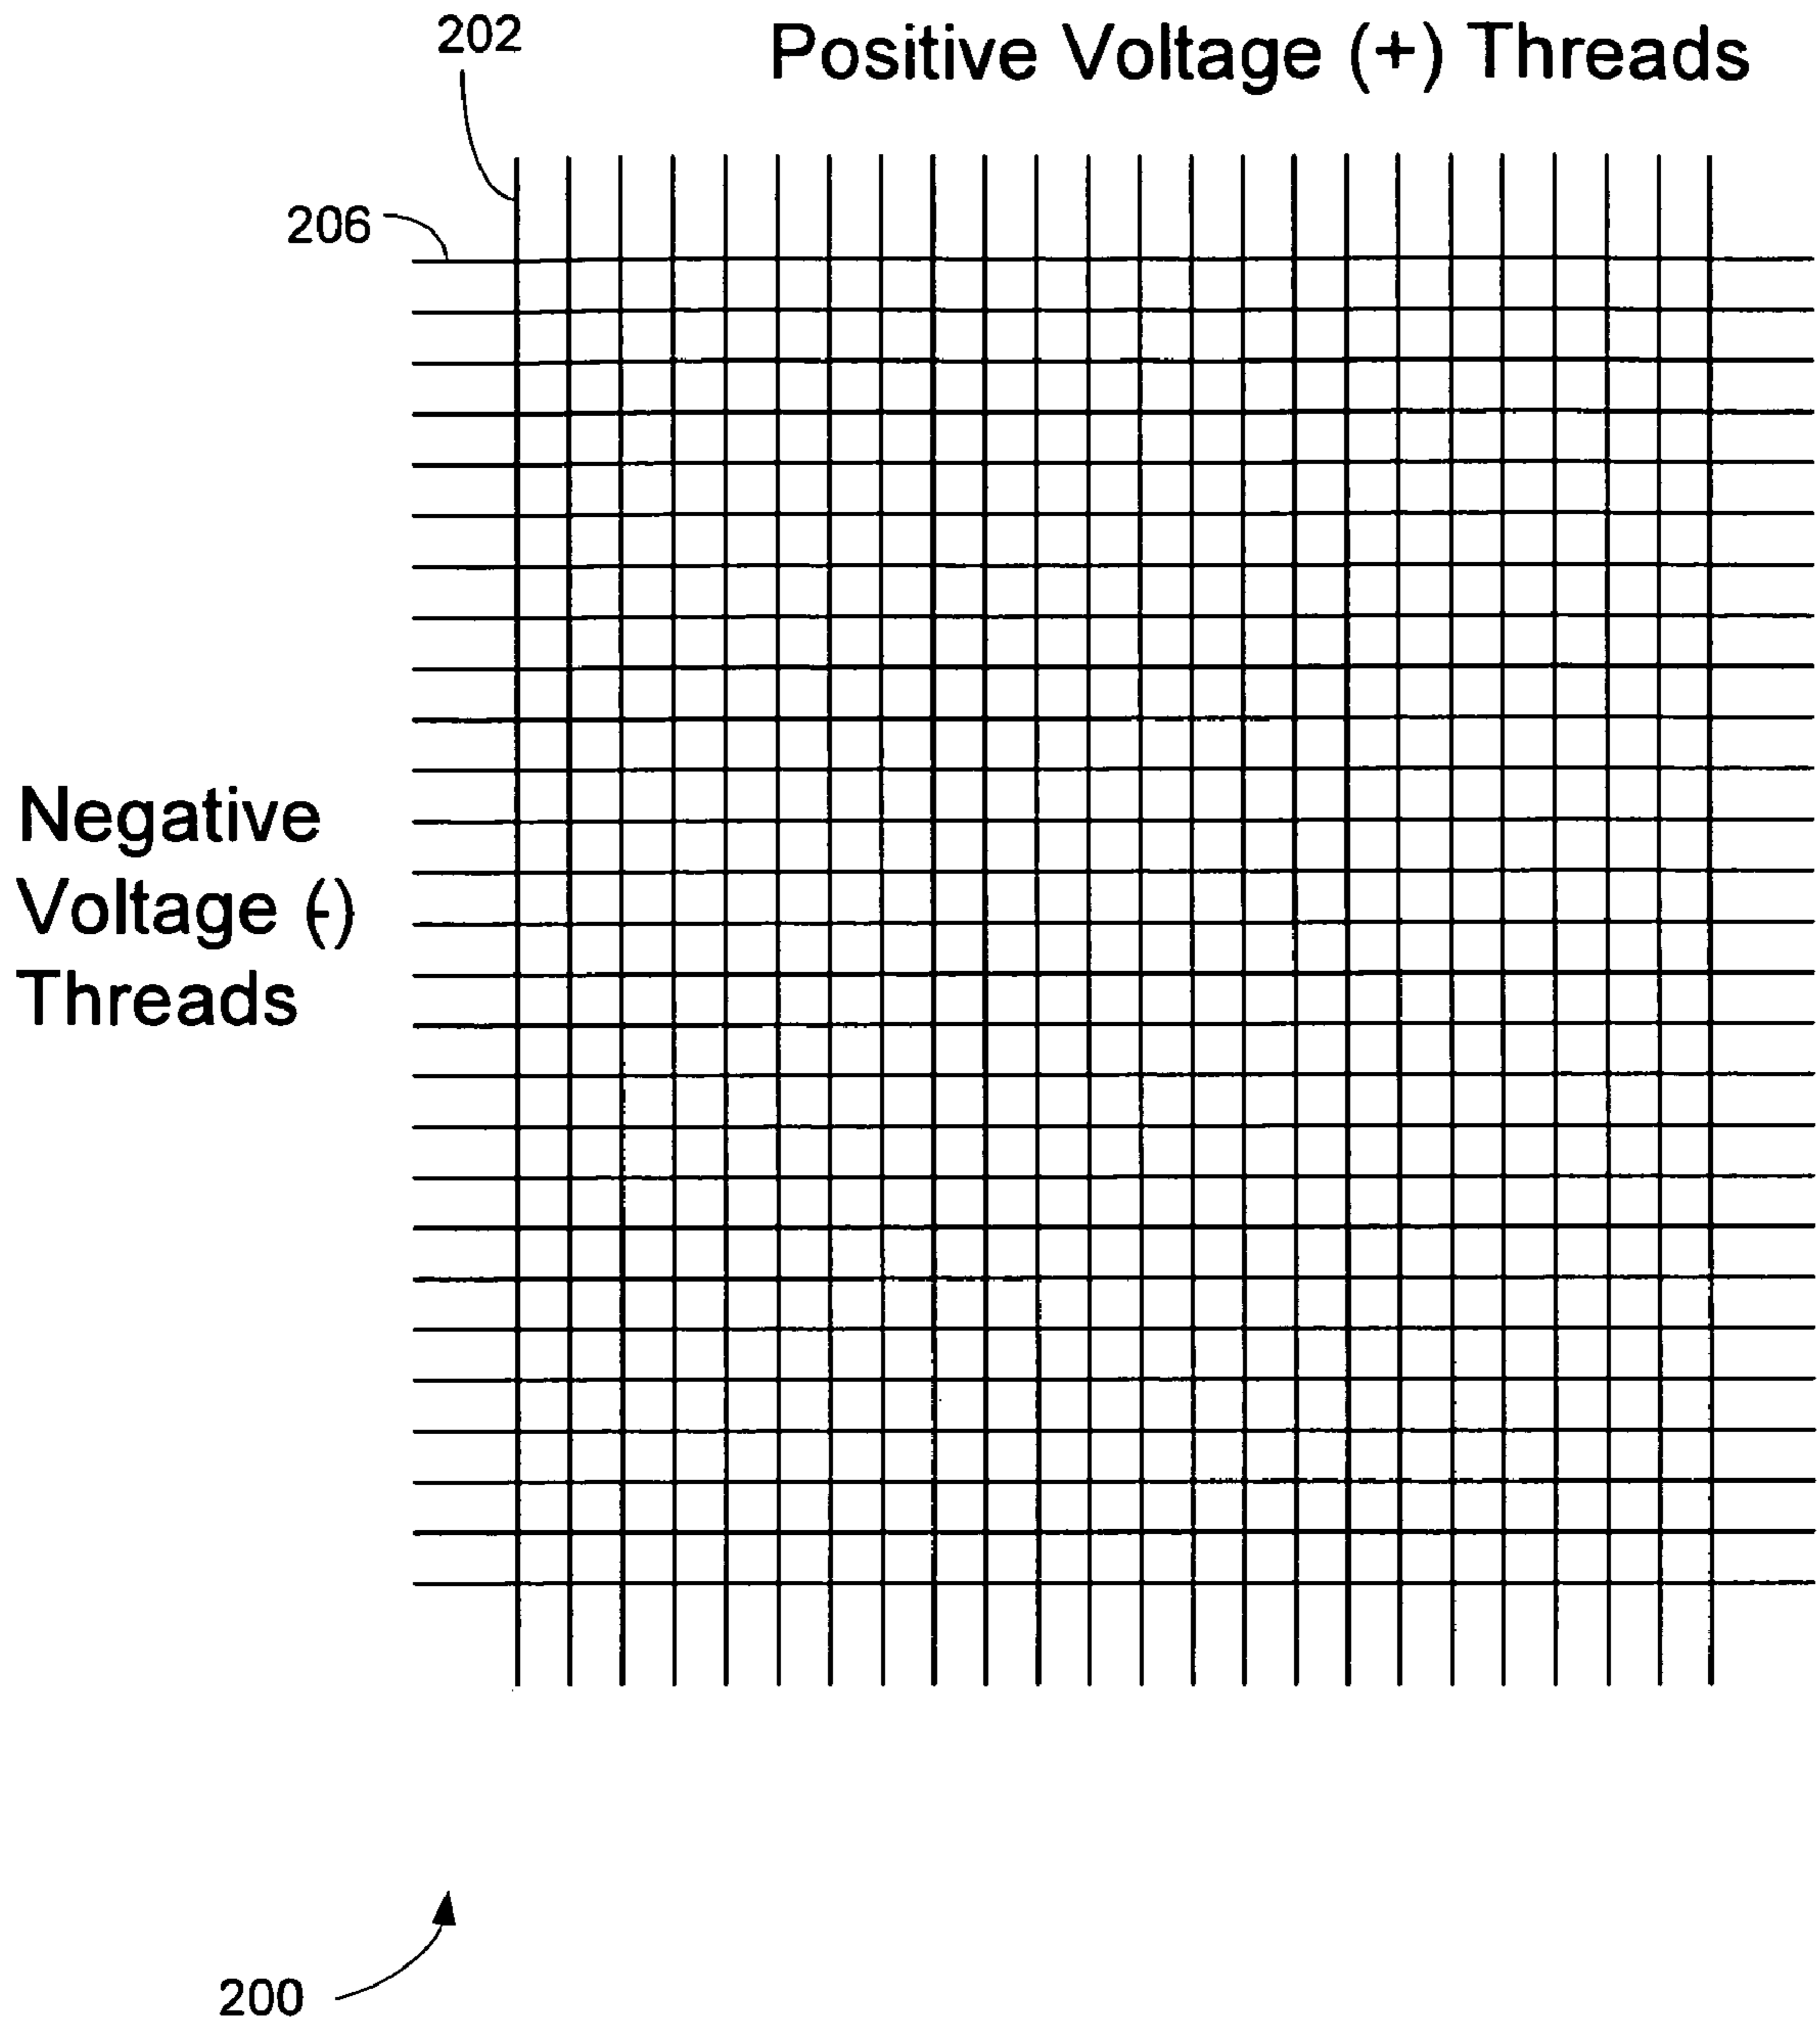 202
Positive Voltage (+) Threads
206
Negative
Voltage (-)
Threads
200